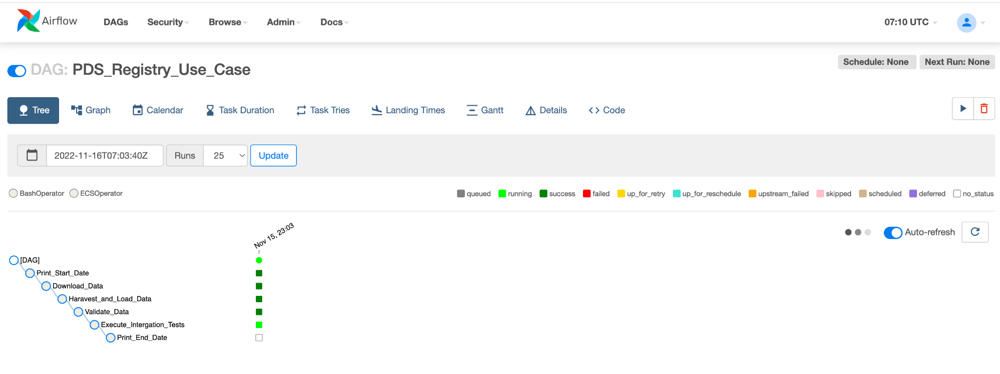 Airflow DAGs Security Browse Admin Docs 07:10 UTC
DAG: PDS_Registry_Use_Case Schedule: None Next Run: None
Tree Graph Calendar Task Duration Task Tries Landing Times Gantt Details Code
2022-11-16T07:03:40Z Runs 25 Update
BashOperator ECSOperator queued running success failed up_for_retry up_for_reschedule upstream_failed skipped scheduled deferred no_status
Auto-refresh
Nov 15, 23:03
[DAG]
Print_Start_Date
Download_Data
Haravest_and_Load_Data
Validate_Data
Execute_Intergation_Tests
Print_End_Date